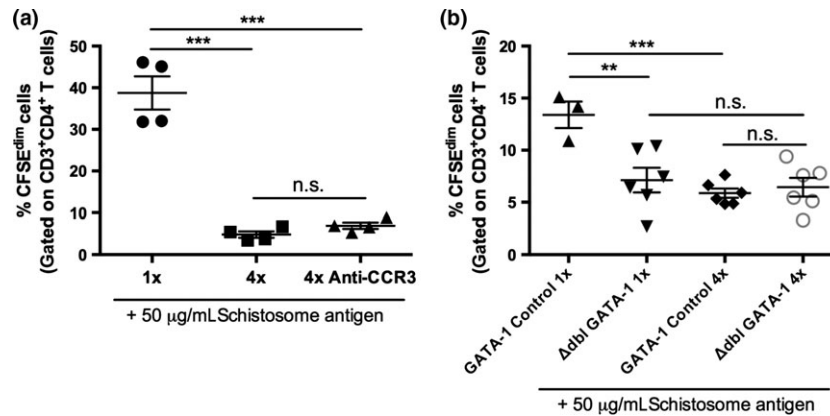 (a)
% CFSEdim cells
(Gated on CD3+CD4+ T cells)
50
40
30
20
10
0
***
***
n.s.
1x
4x
4x Anti-CCR3
+ 50 µg/mLSchistosome antigen
(b)
% CFSEdim cells
(Gated on CD3+CD4+ T cells)
20
15
10
5
0
***
**
n.s.
n.s.
GATA-1 Control 1x
Δdbl GATA-1 1x
GATA-1 Control 4x
Δdbl GATA-1 4x
+ 50 µg/mLSchistosome antigen